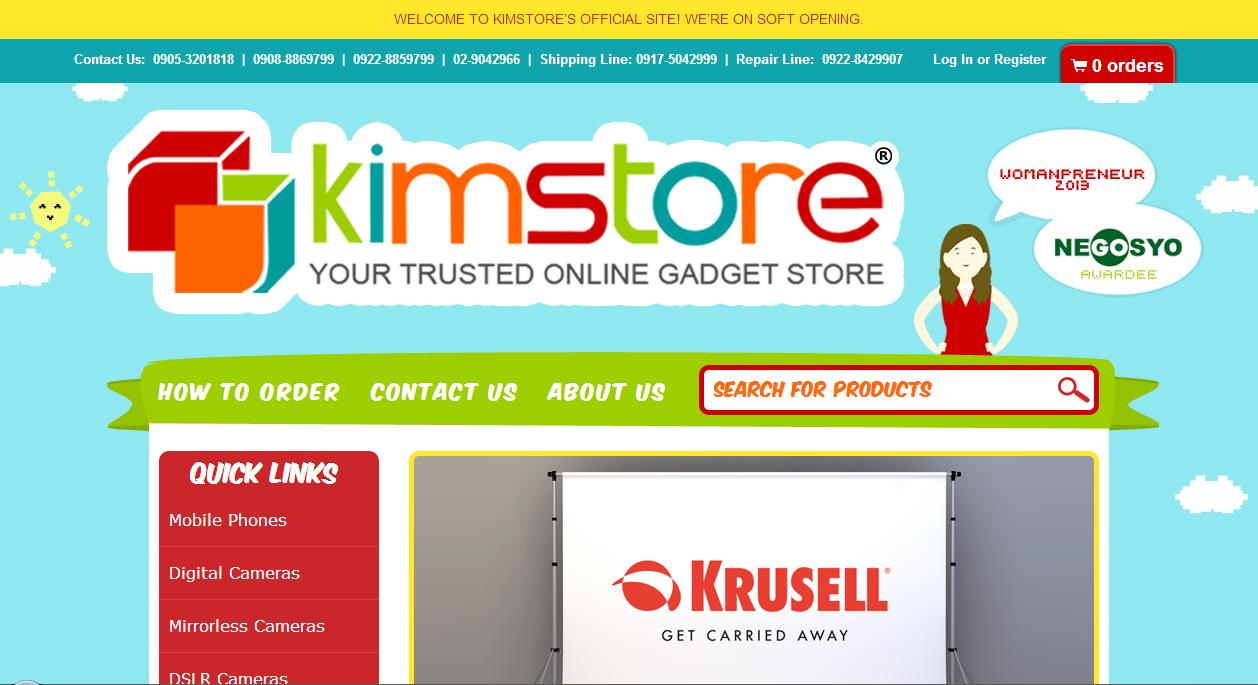 WELCOME TO KIMSTORE'S OFFICIAL SITE! WE'RE ON SOFT OPENING.
Contact Us: 0905-3201818 | 0908-8869799 | 0922-8859799 | 02-9042966 | Shipping Line: 0917-5042999 | Repair Line: 0922-8429907 Log In or Register 0 orders
kimstore®
YOUR TRUSTED ONLINE GADGET STORE
WOMANPRENEUR
2013
NEGOSYO
AWARDEE
HOW TO ORDER CONTACT US ABOUT US SEARCH FOR PRODUCTS
QUICK LINKS
Mobile Phones
Digital Cameras
Mirrorless Cameras
DSLR Cameras
KRUSELL®
GET CARRIED AWAY